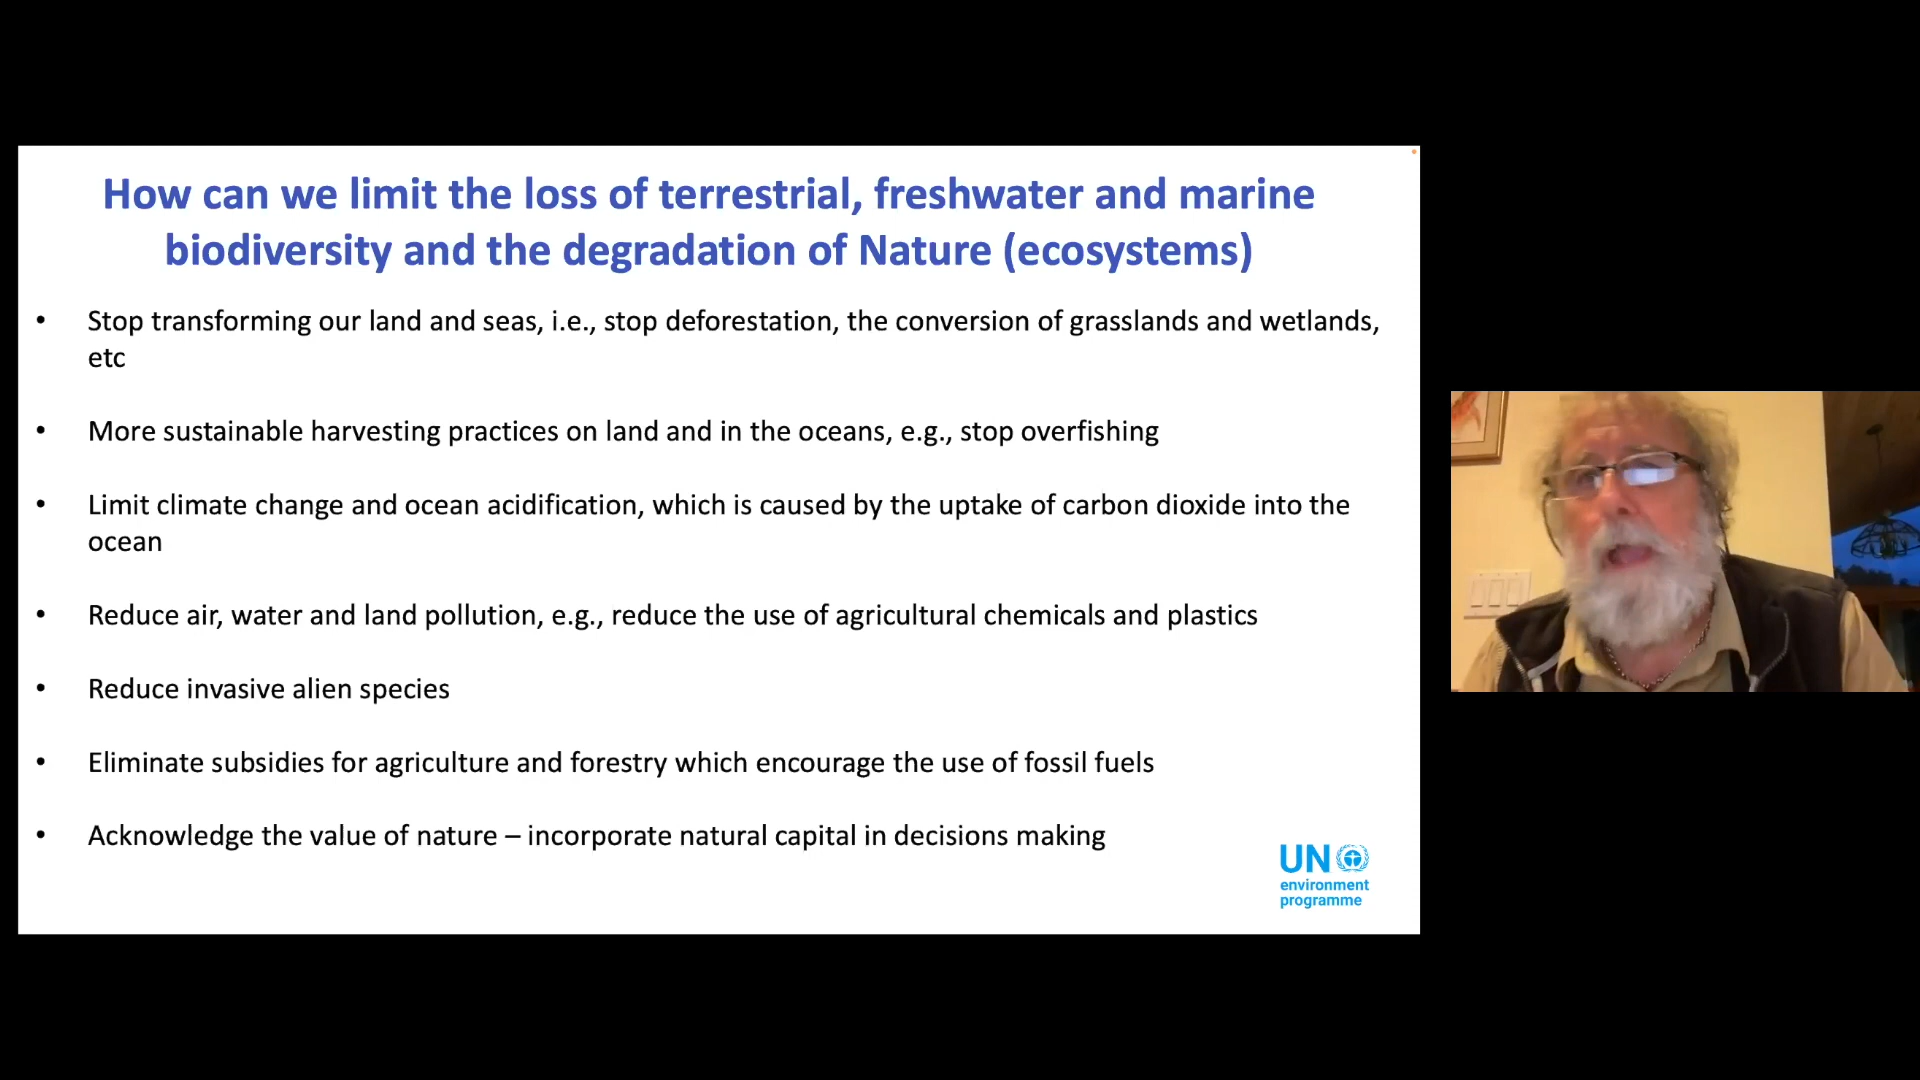 How can we limit the loss of terrestrial, freshwater and marine
biodiversity and the degradation of Nature (ecosystems)
• Stop transforming our land and seas, i.e., stop deforestation, the conversion of grasslands and wetlands,
etc
• More sustainable harvesting practices on land and in the oceans, e.g., stop overfishing
• Limit climate change and ocean acidification, which is caused by the uptake of carbon dioxide into the
ocean
• Reduce air, water and land pollution, e.g., reduce the use of agricultural chemicals and plastics
• Reduce invasive alien species
• Eliminate subsidies for agriculture and forestry which encourage the use of fossil fuels
• Acknowledge the value of nature – incorporate natural capital in decisions making
UN
environment
programme